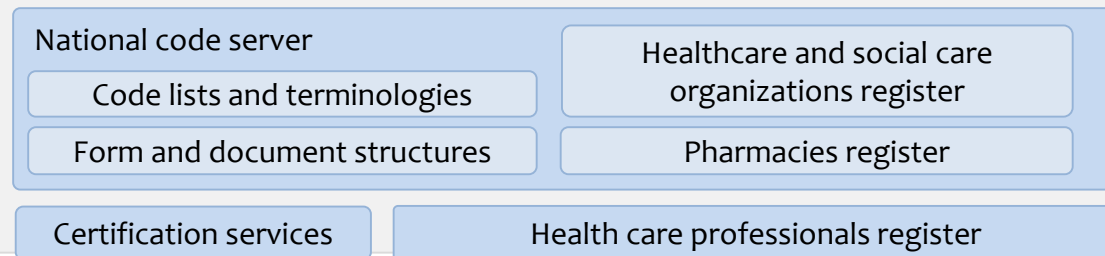 National code server
Code lists and terminologies
Form and document structures
Healthcare and social care
organizations register
Pharmacies register
Certification services
Health care professionals register